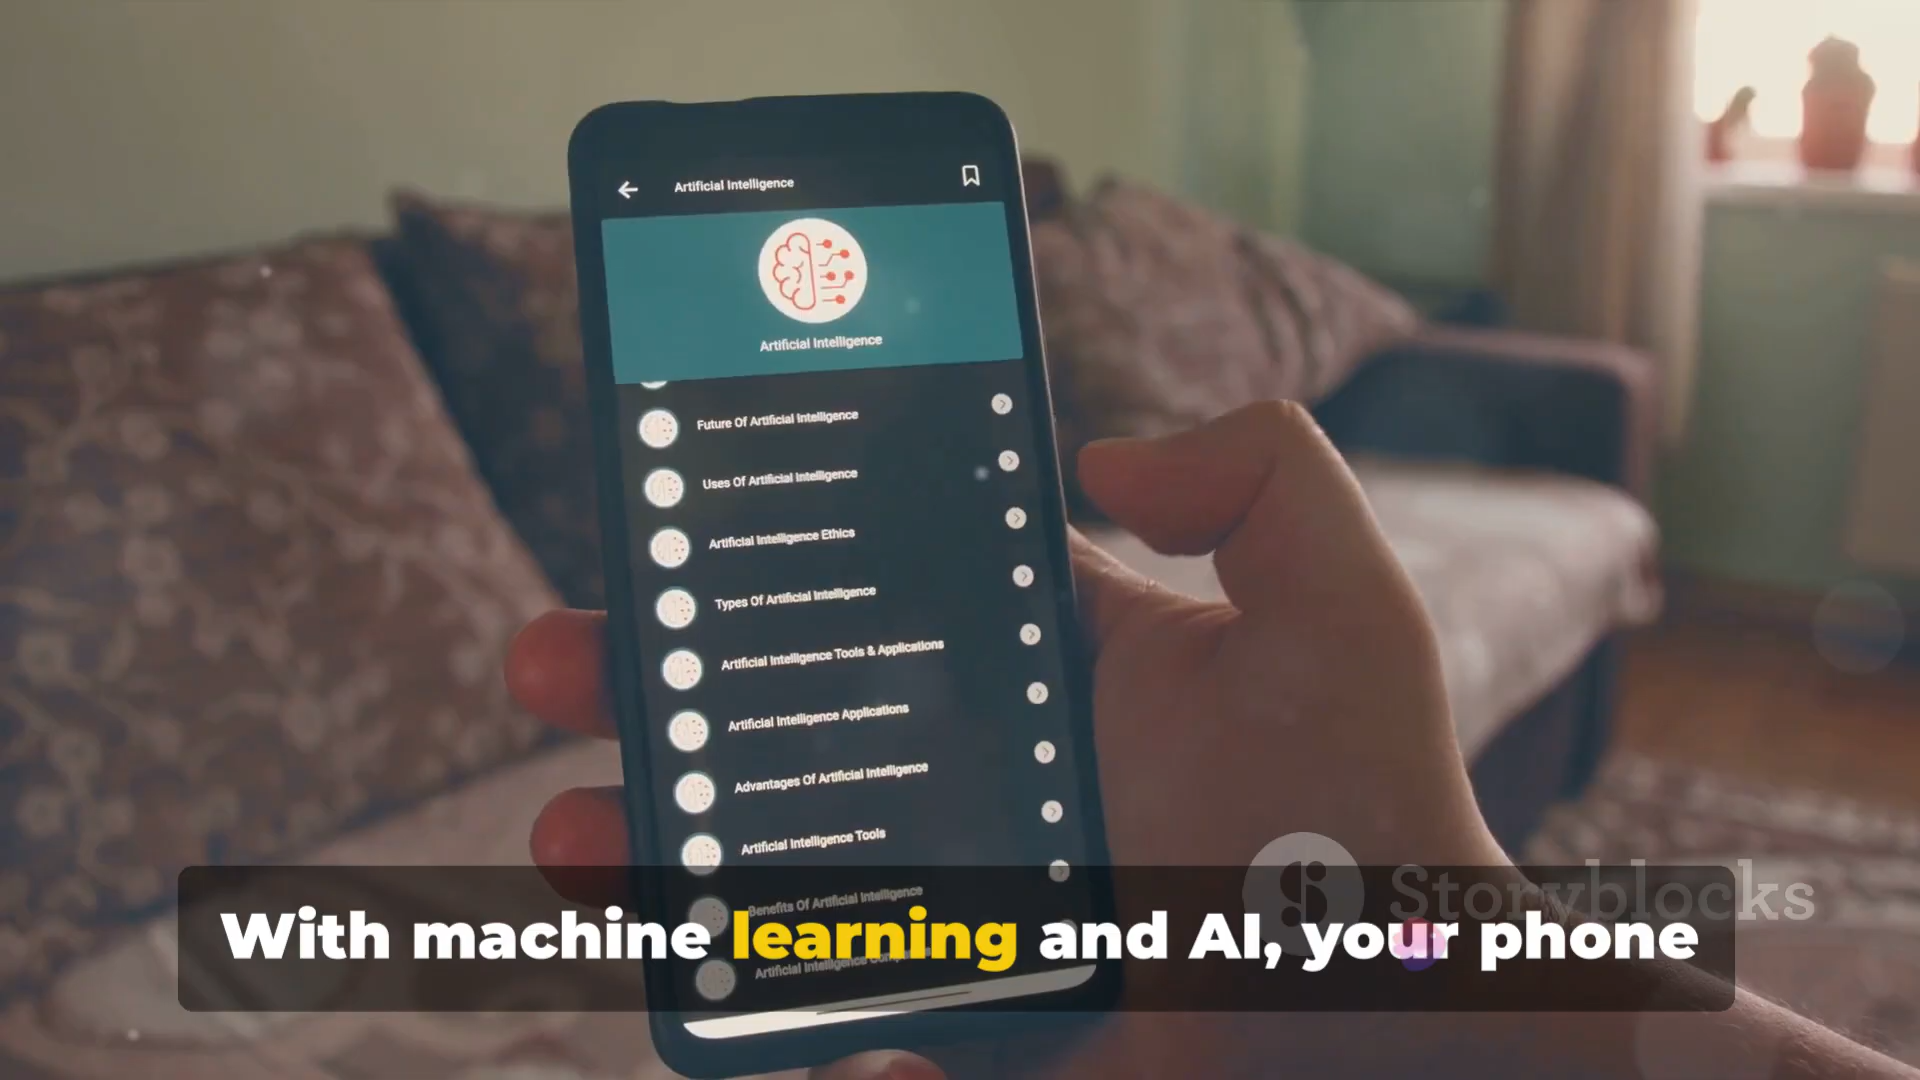 Artificial Intelligence
Artificial Intelligence
Future Of Artificial Intelligence
Uses Of Artificial Intelligence
Artificial Intelligence Ethics
Types Of Artificial Intelligence
Artificial Intelligence Tools & Applications
Artificial Intelligence Applications
Advantages Of Artificial Intelligence
Artificial Intelligence Tools
Benefits Of Artificial Intelligence
Storyblocks
With machine learning and AI, your phone
Artificial Intelligence